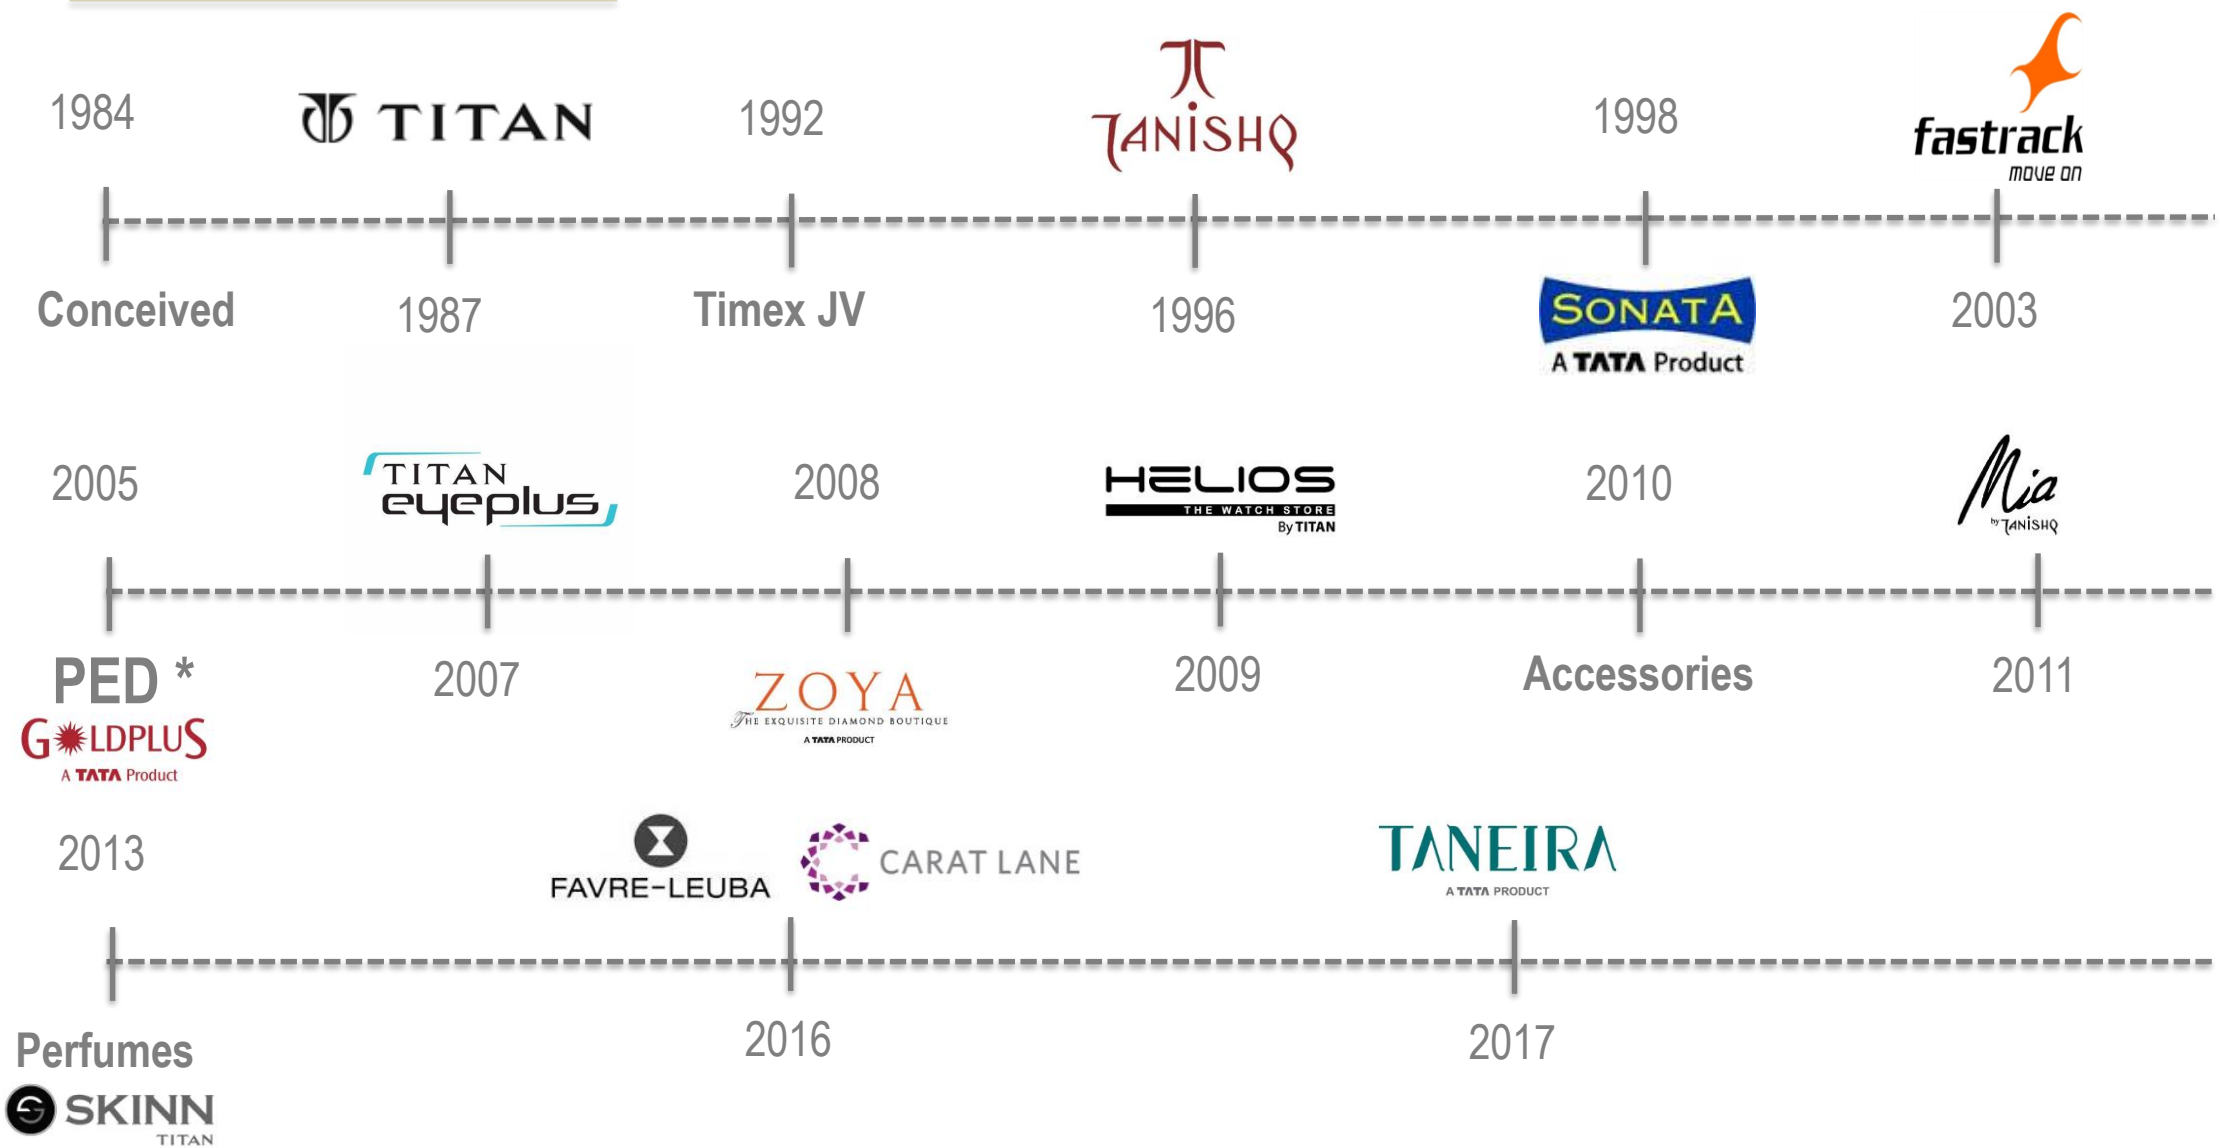 1984
TITAN
1992
TANISHQ
1998
fastrack
move on
Conceived
1987
Timex JV
1996
SONATA
A TATA Product
2003
2005
TITAN
eyeplus
2008
HELIOS
THE WATCH STORE
By TITAN
2010
Mia
by TANISHQ
PED *
GOLDPLUS
A TATA Product
2007
ZOYA
THE EXQUISITE DIAMOND BOUTIQUE
A TATA PRODUCT
2009
Accessories
2011
2013
FAVRE-LEUBA
CARAT LANE
TANEIRA
A TATA PRODUCT
Perfumes
SKINN
TITAN
2016
2017